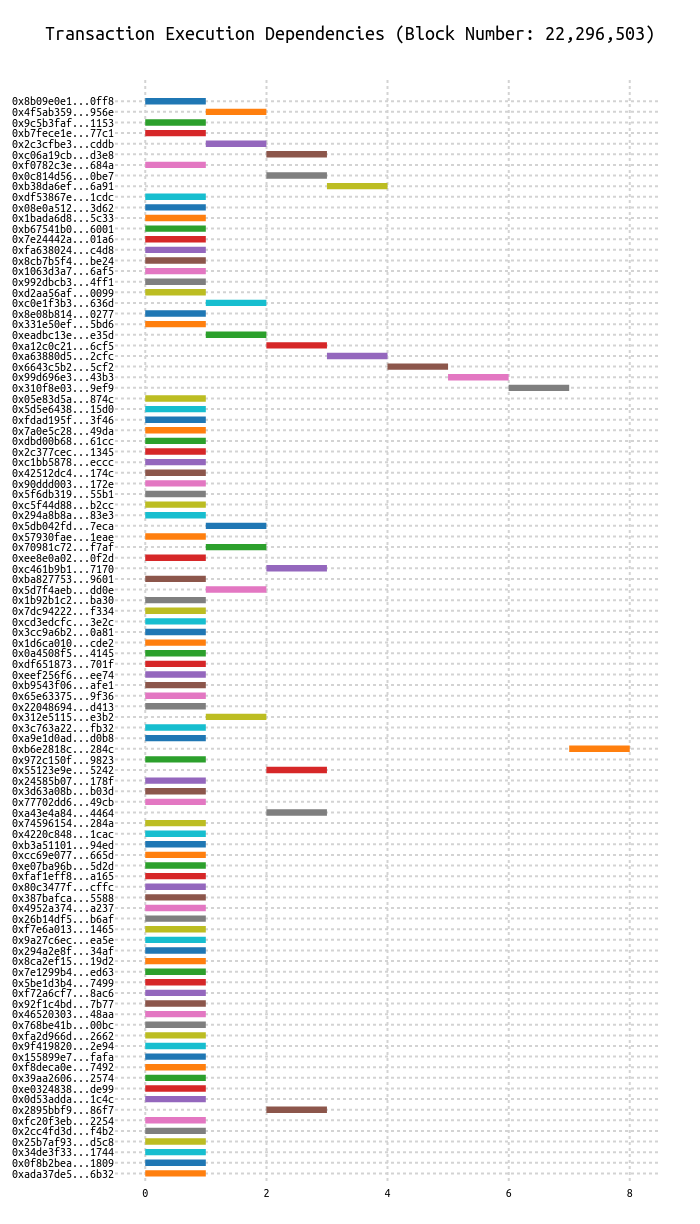 Transaction Execution Dependencies (Block Number: 22,296,503)
0x8b09e0e1...0ff8
0x4f5ab359...956e
0x9c5b3faf...1153
0xb7fece1e...77c1
0x2c3cfbe3...cddb
0xc06a19cb...d3e8
0xf0782c3e...684a
0x0c814d56...0be7
0xb38da6ef...6a91
0xdf53867e...1cdc
0x08e0a512...3d62
0x1bada6d8...5c33
0xb67541b0...6001
0x7e24442a...01a6
0xfa638024...c4d8
0x8cb7b5f4...be24
0x1063d3a7...6af5
0x992dbcb3...4ff1
0xd2aa56af...0099
0xc0e1f3b3...636d
0x8e08b814...0277
0x331e50ef...5bd6
0xeadbc13e...e35d
0xa12c0c21...6cf5
0xa63880d5...2cfc
0x6643c5b2...5cf2
0x99d696e3...43b3
0x310f8e03...9ef9
0x05e83d5a...874c
0x5d5e6438...15d0
0xfdad195f...3f46
0x7a0e5c28...49da
0xdbd00b68...61cc
0x2c377cec...1345
0xc1bb5878...eccc
0x42512dc4...174c
0x90ddd003...172e
0x5f6db319...55b1
0xc5f44d88...b2cc
0x294a8b8a...83e3
0x5db042fd...7eca
0x57930fae...1eae
0x70981c72...f7af
0xee8e0a02...0f2d
0xc461b9b1...7170
0xba827753...9601
0x5d7f4aeb...dd0e
0x1b92b1c2...ba30
0x7dc94222...f334
0xcd3edcfc...3e2c
0x3cc9a6b2...0a81
0x1d6ca010...cde2
0x0a4508f5...4145
0xdf651873...701f
0xeef256f6...ee74
0xb9543f06...afe1
0x65e63375...9f36
0x22048694...d413
0x312e5115...e3b2
0x3c763a22...fb32
0xa9e1d0ad...d0b8
0xb6e2818c...284c
0x972c150f...9823
0x55123e9e...5242
0x24585b07...178f
0x3d63a08b...b03d
0x77702dd6...49cb
0xa43e4a84...4464
0x74596154...284a
0x4220c848...1cac
0xb3a51101...94ed
0xcc69e077...665d
0xe07ba96b...5d2d
0xfaf1eff8...a165
0x80c3477f...cffc
0x387bafca...5588
0x4952a374...a237
0x26b14df5...b6af
0xf7e6a013...1465
0x9a27c6ec...ea5e
0x294a2e8f...34af
0x8ca2ef15...19d2
0x7e1299b4...ed63
0x5be1d3b4...7499
0xf72a6cf7...8ac6
0x92f1c4bd...7b77
0x46520303...48aa
0x768be41b...00bc
0xfa2d966d...2662
0x9f419820...2e94
0x155899e7...fafa
0xf8deca0e...7492
0x39aa2606...2574
0xe0324838...de99
0x0d53adda...1c4c
0x2895bbf9...86f7
0xfc20f3eb...2254
0x2cc4fd3d...f4b2
0x25b7af93...d5c8
0x34de3f33...1744
0x0f8b2bea...1809
0xada37de5...6b32
0 2 4 6 8